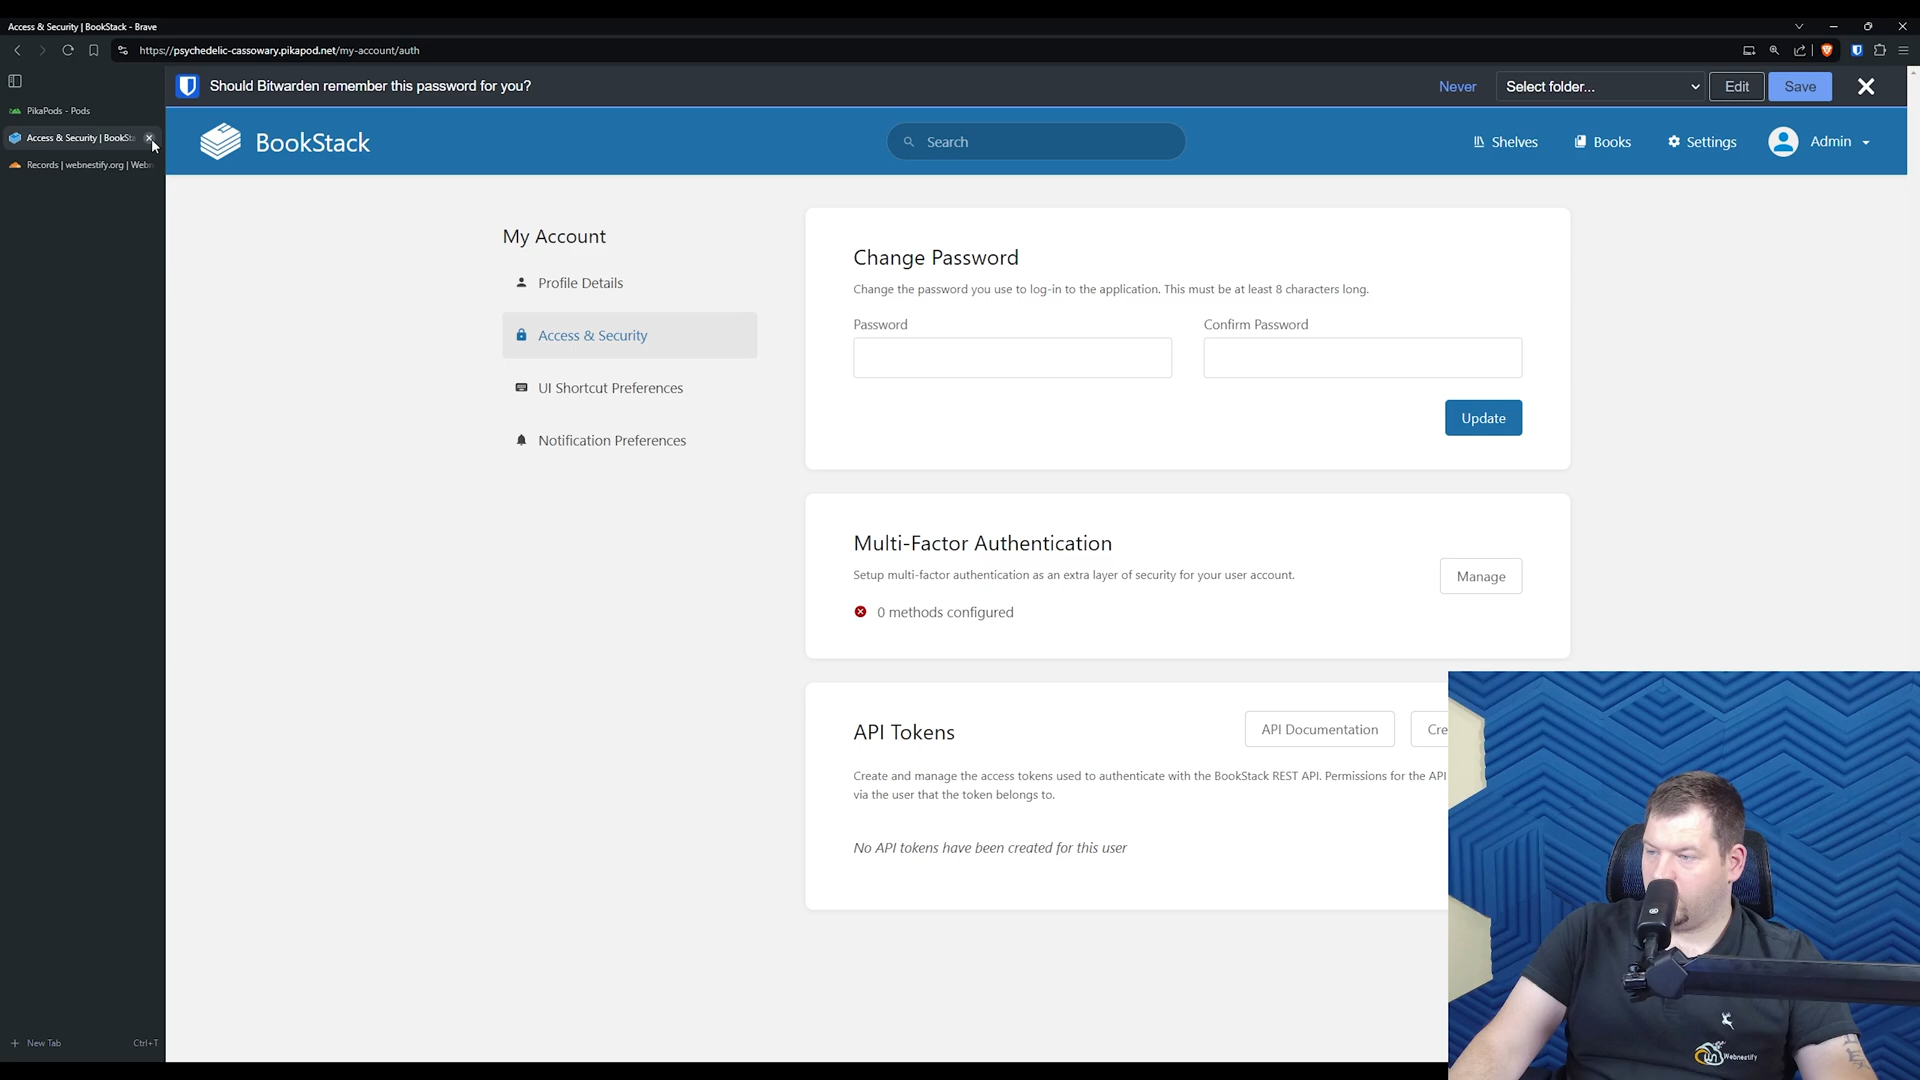 Access & Security | BookStack - Brave
https://psychedelic-cassowary.pikapod.net/my-account/auth
PikaPods - Pods
Access & Security | BookSta
Records | webnestify.org | Webn
New Tab
Ctrl+T
Should Bitwarden remember this password for you?
Never
Select folder...
Edit
Save
BookStack
Search
Shelves
Books
Settings
Admin
My Account
Profile Details
Access & Security
UI Shortcut Preferences
Notification Preferences
Change Password
Change the password you use to log-in to the application. This must be at least 8 characters long.
Password
Confirm Password
Update
Multi-Factor Authentication
Setup multi-factor authentication as an extra layer of security for your user account.
0 methods configured
Manage
API Tokens
API Documentation
Cre
Create and manage the access tokens used to authenticate with the BookStack REST API. Permissions for the API
via the user that the token belongs to.
No API tokens have been created for this user
Webnestify